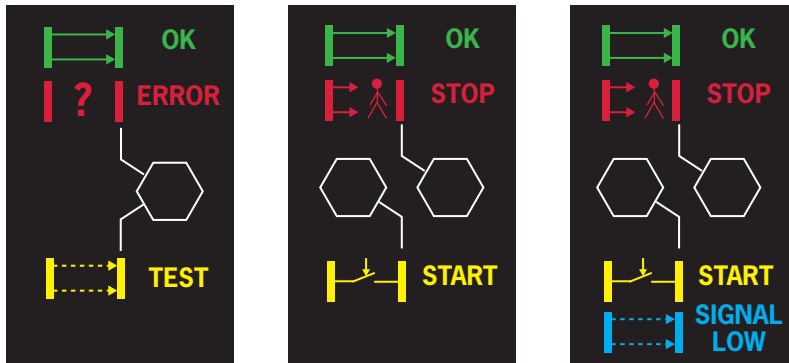 OK
? ERROR
TEST
OK
STOP
START
OK
STOP
START
SIGNAL
LOW